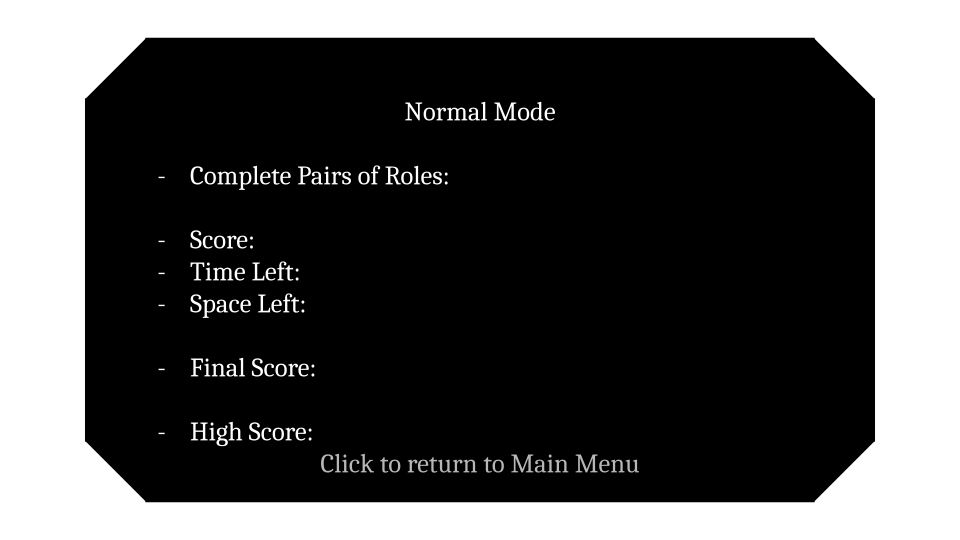 Normal Mode
- Complete Pairs of Roles:
- Score:
- Time Left:
- Space Left:
- Final Score:
- High Score:
Click to return to Main Menu